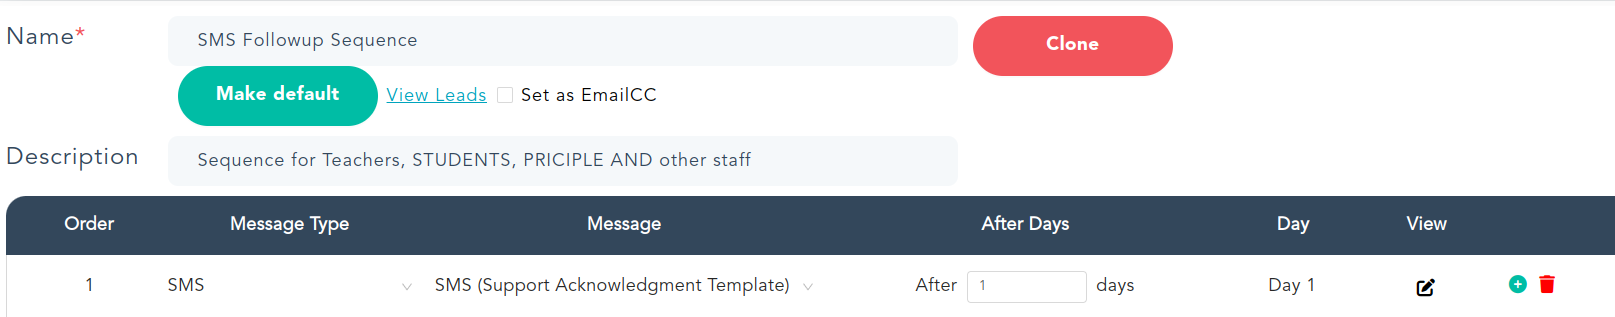 Name* SMS Followup Sequence Clone
Make default View Leads Set as EmailCC
Description Sequence for Teachers, STUDENTS, PRICIPLE AND other staff
Order Message Type Message After Days Day View
1 SMS SMS (Support Acknowledgment Template) After 1 days Day 1